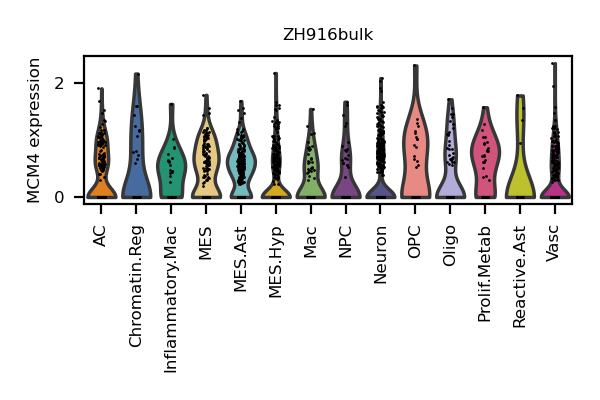 ZH916bulk
MCM4 expression
2
0
AC
Chromatin.Reg
Inflammatory.Mac
MES
MES.Ast
MES.Hyp
Mac
NPC
Neuron
OPC
Oligo
Prolif.Metab
Reactive.Ast
Vasc